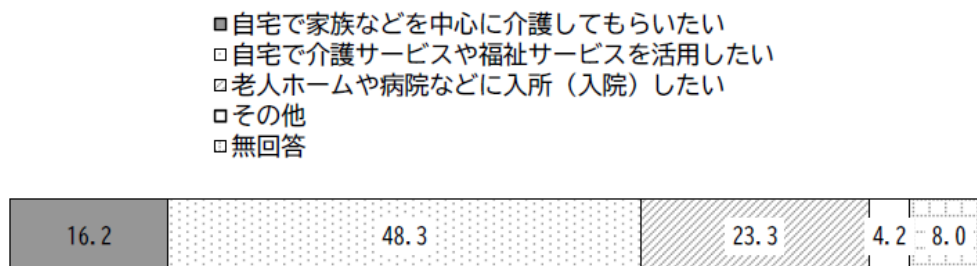 自宅で家族などを中心に介護してもらいたい
自宅で介護サービスや福祉サービスを活用したい
老人ホームや病院などに入所（入院）したい
その他
無回答
16.2 48.3 23.3 4.2 8.0